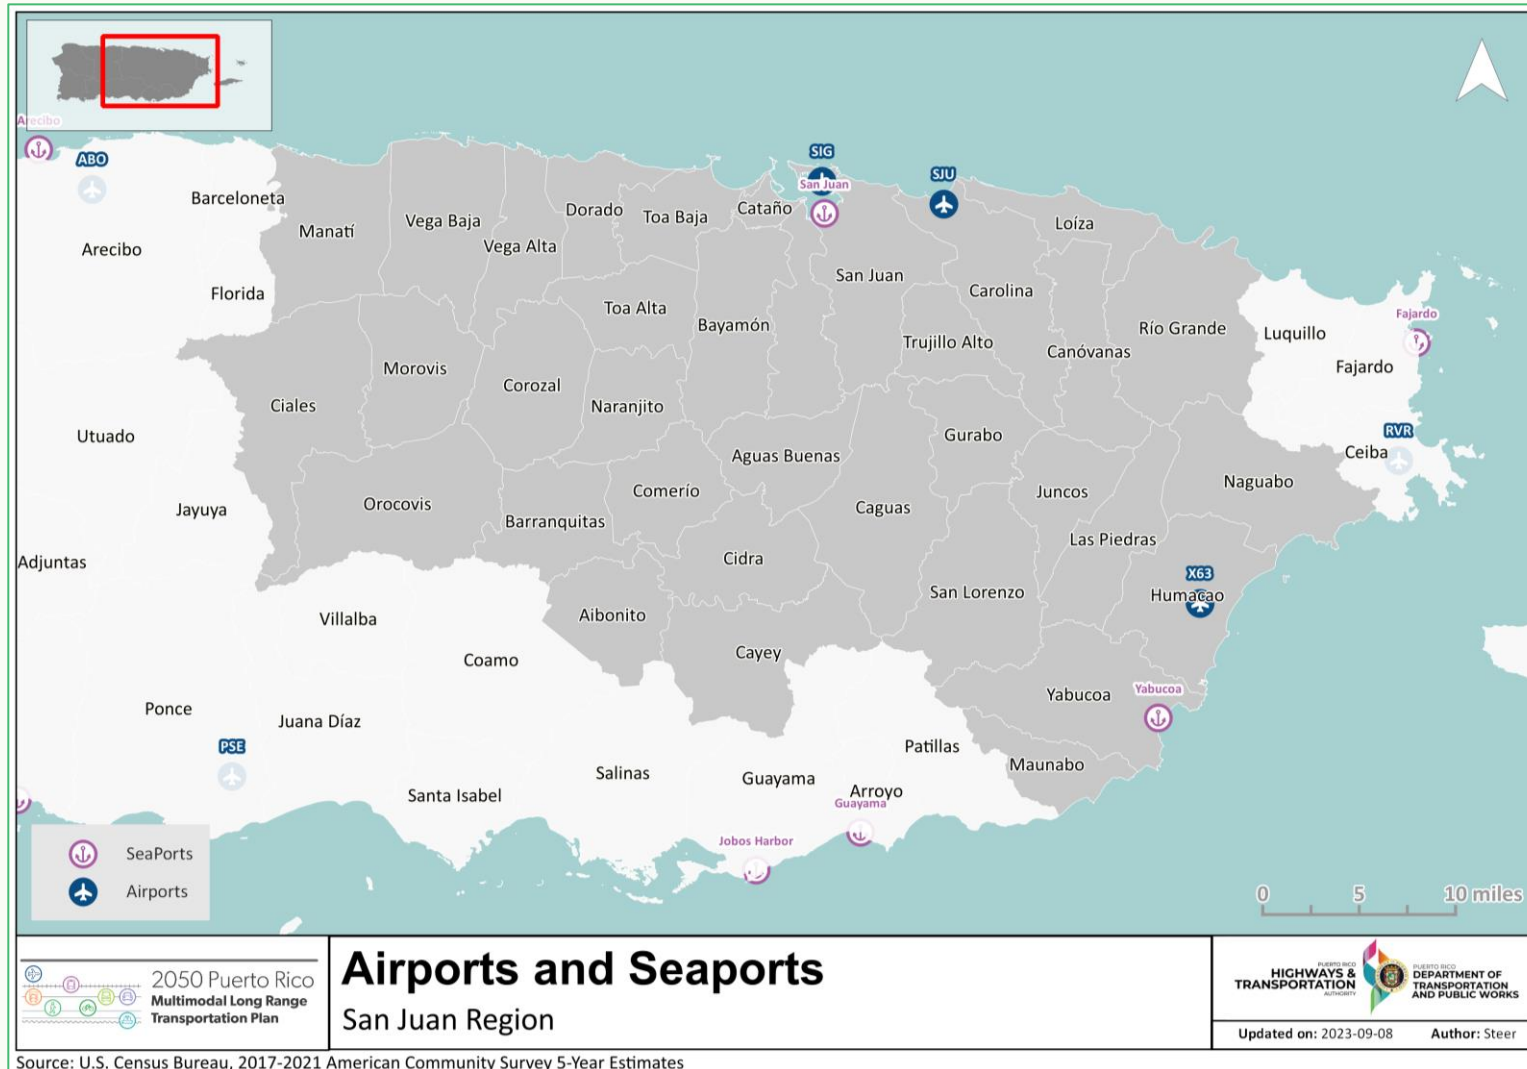 Arecibo
ABO
SIG
San Juan
SJU
Barceloneta
Manatí
Vega Baja
Vega Alta
Dorado
Toa Baja
Cataño
Loíza
Arecibo
Florida
San Juan
Carolina
Toa Alta
Bayamón
Trujillo Alto
Canóvanas
Río Grande
Luquillo
Fajardo
Fajardo
Morovis
Corozal
Naranjito
Ciales
Utuado
Aguas Buenas
Gurabo
RVR
Ceiba
Jayuya
Orocovis
Barranquitas
Comerío
Caguas
Juncos
Naguabo
Adjuntas
Cidra
Las Piedras
X63
Humacao
Villalba
Aibonito
San Lorenzo
Coamo
Cayey
Ponce
Juana Díaz
Yabucoa
Yabucoa
PSE
Patillas
Maunabo
Salinas
Guayama
Arroyo
Santa Isabel
Guayama
Jobos Harbor
SeaPorts
Airports
0 5 10 miles
2050 Puerto Rico
Multimodal Long Range
Transportation Plan
Airports and Seaports
San Juan Region
PUERTO RICO
HIGHWAYS &
TRANSPORTATION
AUTHORITY
PUERTO RICO
DEPARTMENT OF
TRANSPORTATION
AND PUBLIC WORKS
Updated on: 2023-09-08 Author: Steer
Source: U.S. Census Bureau, 2017-2021 American Community Survey 5-Year Estimates